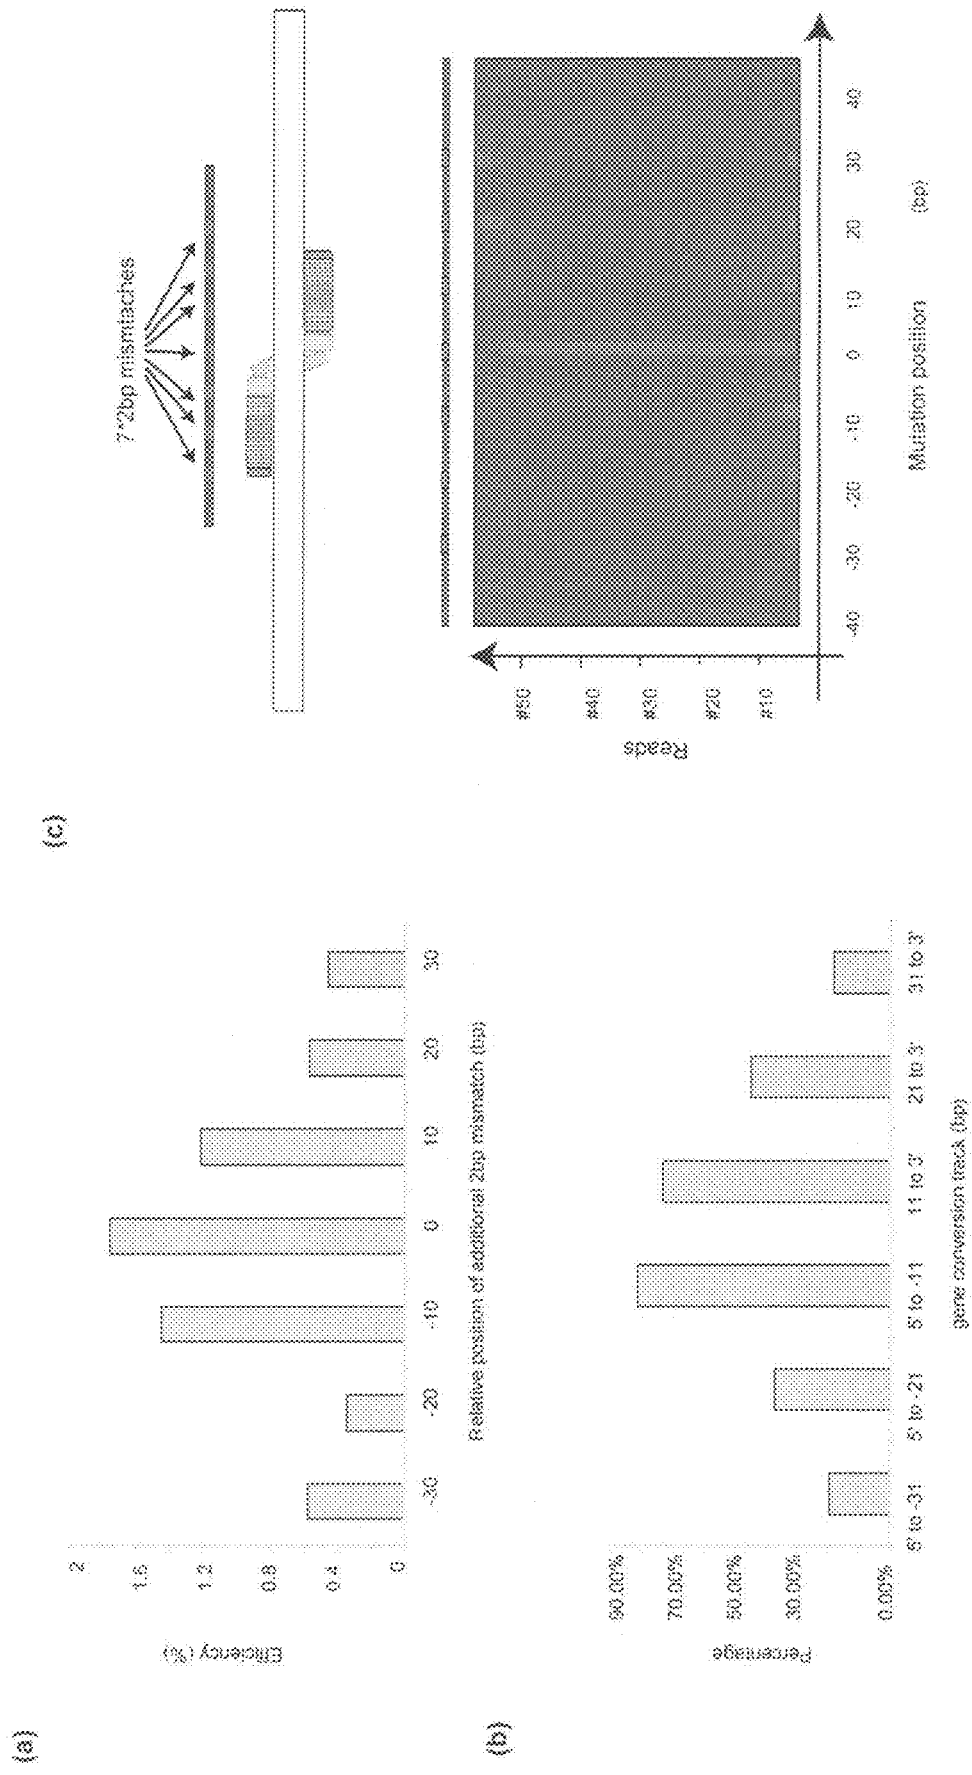 (a)
Efficiency (%)
2
1.6
1.2
0.8
0.4
0
-30
-20
-10
0
10
20
30
Relative position of additional 2bp mismatch (bp)
(b)
Percentage
90.00%
70.00%
50.00%
30.00%
0.00%
5' to -31
5' to -21
5' to -11
11 to 3'
21 to 3'
31 to 3'
gene conversion track (bp)
(c)
7*2bp mismtaches
Reads
#50
#40
#30
#20
#10
-40
-30
-20
-10
0
10
20
30
40
Mutation position (bp)